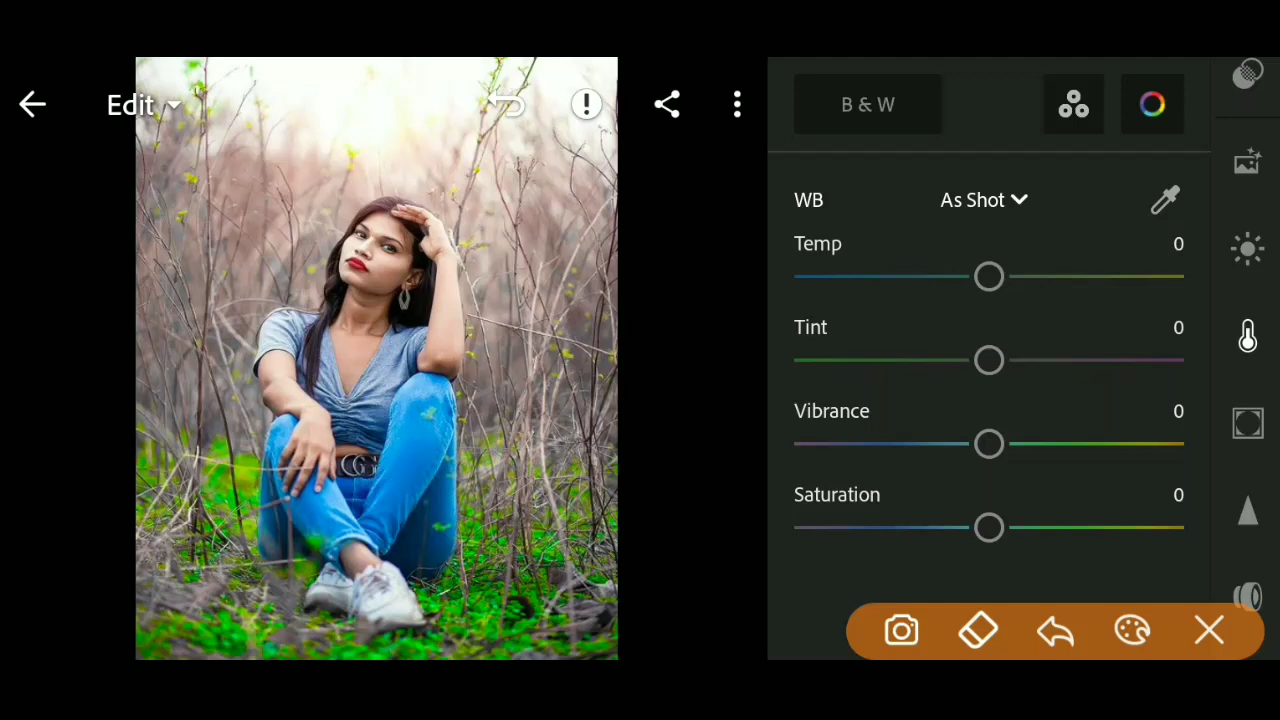 Edit
B & W
WB As Shot
Temp 0
Tint 0
Vibrance 0
Saturation 0